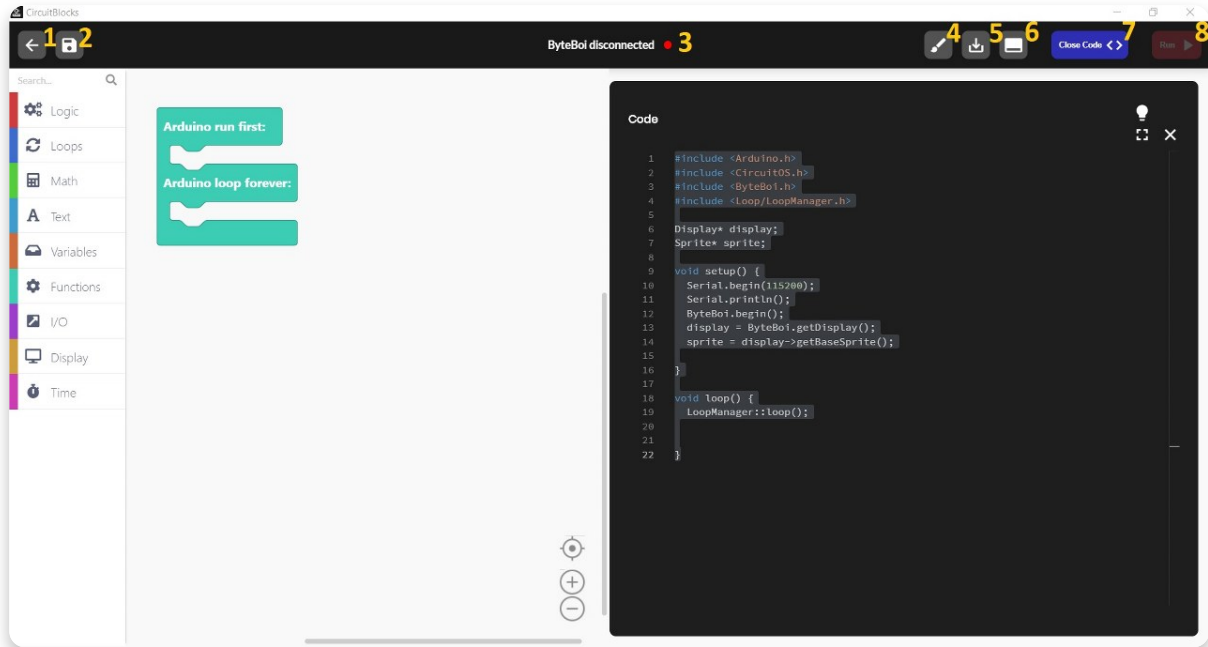 CircuitBlocks
1 2 ByteBoi disconnected 3 4 5 6 Close Code <> 7 Run 8
Search...
Logic
Loops
Math
A Text
Variables
Functions
I/O
Display
Time
Arduino run first:
Arduino loop forever:
Code
1 #include <Arduino.h>
2 #include <CircuitOS.h>
3 #include <ByteBoi.h>
4 #include <Loop/LoopManager.h>
5
6 Display* display;
7 Sprite* sprite;
8
9 void setup() {
10 Serial.begin(115200);
11 Serial.println();
12 ByteBoi.begin();
13 display = ByteBoi.getDisplay();
14 sprite = display->getBaseSprite();
15
16 }
17
18 void loop() {
19 LoopManager::loop();
20
21
22 }